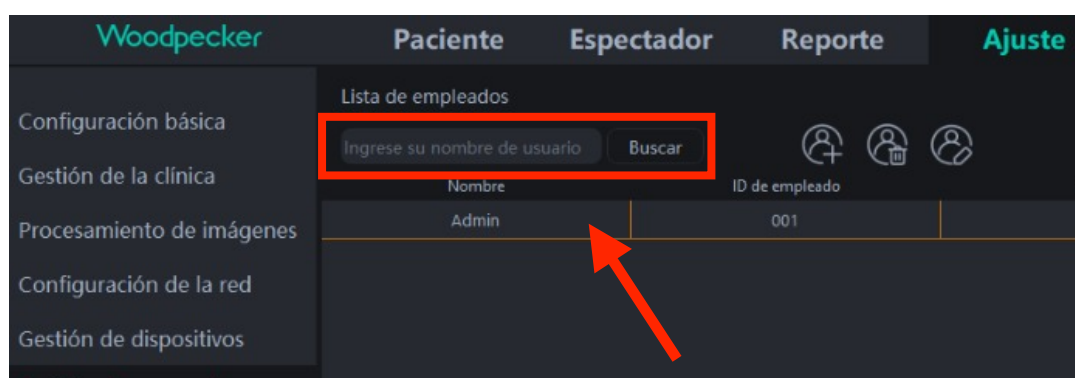 Woodpecker Paciente Espectador Reporte Ajuste
Configuración básica
Gestión de la clínica
Procesamiento de imágenes
Configuración de la red
Gestión de dispositivos
Lista de empleados
Ingrese su nombre de usuario Buscar
Nombre ID de empleado
Admin 001